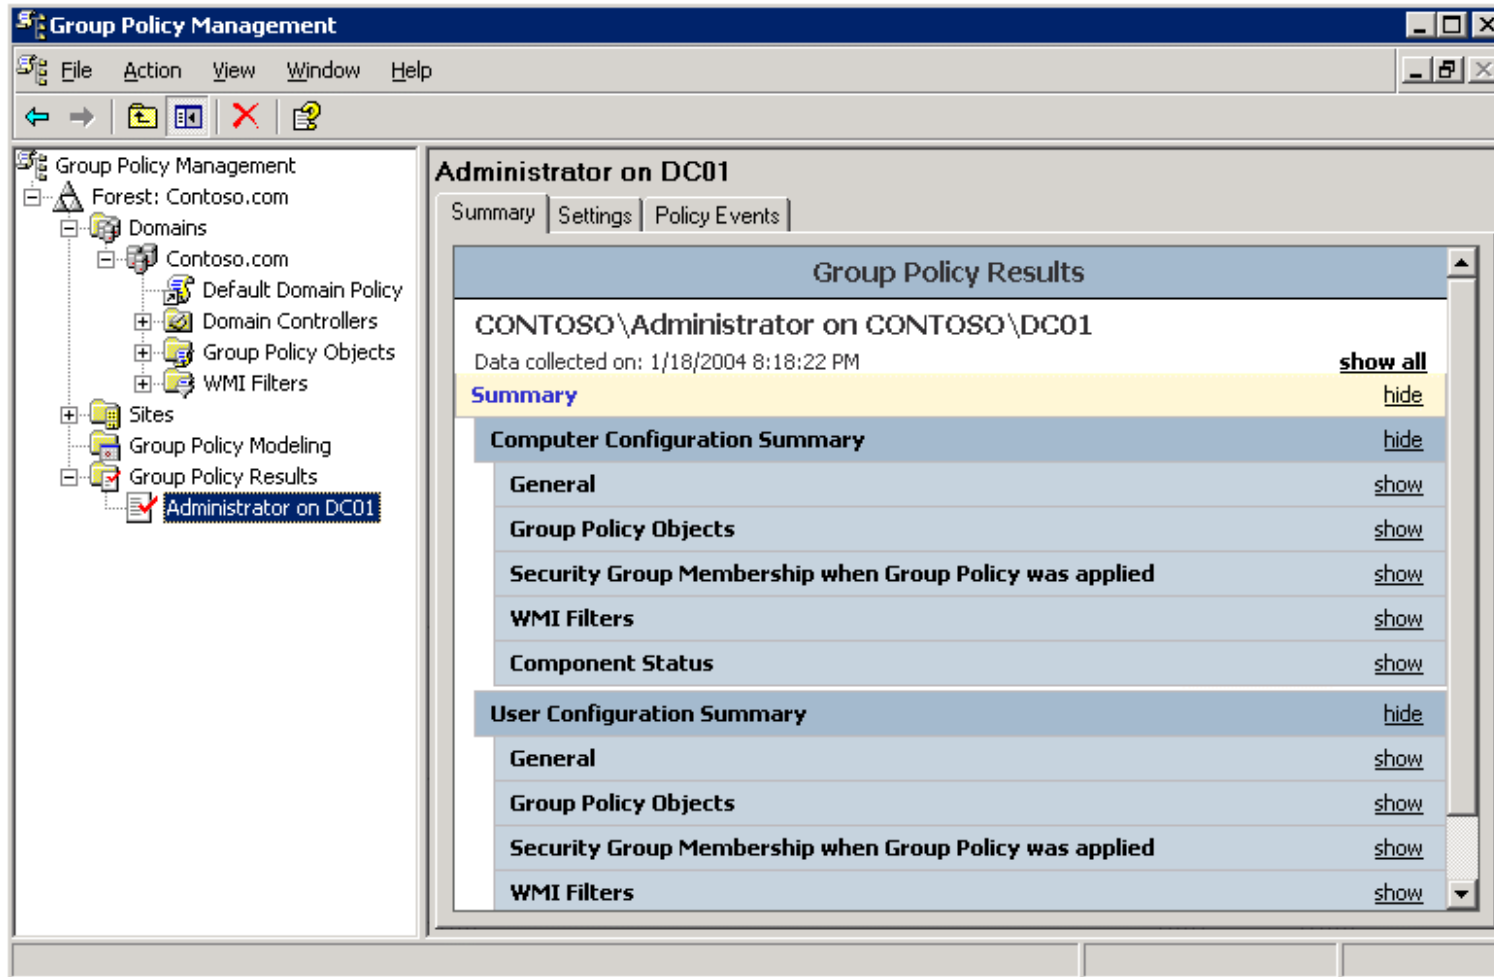 Group Policy Management
File Action View Window Help
Group Policy Management
Forest: Contoso.com
Domains
Contoso.com
Default Domain Policy
Domain Controllers
Group Policy Objects
WMI Filters
Sites
Group Policy Modeling
Group Policy Results
Administrator on DC01
Administrator on DC01
Summary Settings Policy Events
Group Policy Results
CONTOSO\Administrator on CONTOSO\DC01
Data collected on: 1/18/2004 8:18:22 PM show all
Summary hide
Computer Configuration Summary hide
General show
Group Policy Objects show
Security Group Membership when Group Policy was applied show
WMI Filters show
Component Status show
User Configuration Summary hide
General show
Group Policy Objects show
Security Group Membership when Group Policy was applied show
WMI Filters show